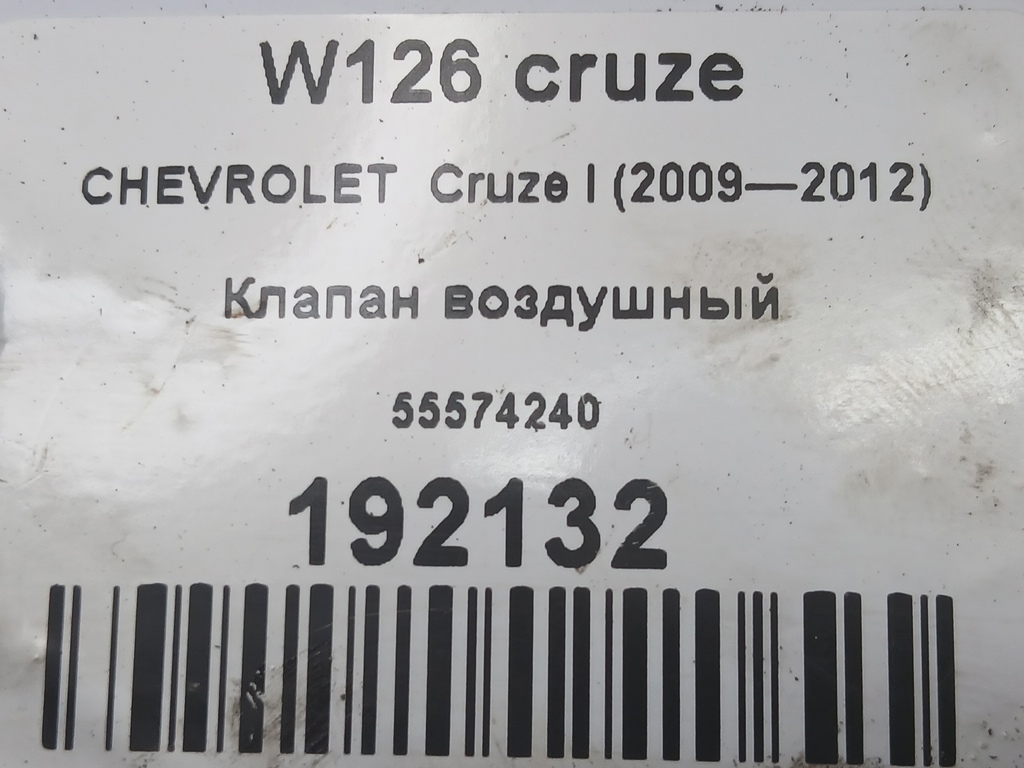 W126 cruze
CHEVROLET Cruze I (2009—2012)
Клапан воздушный
55574240
192132